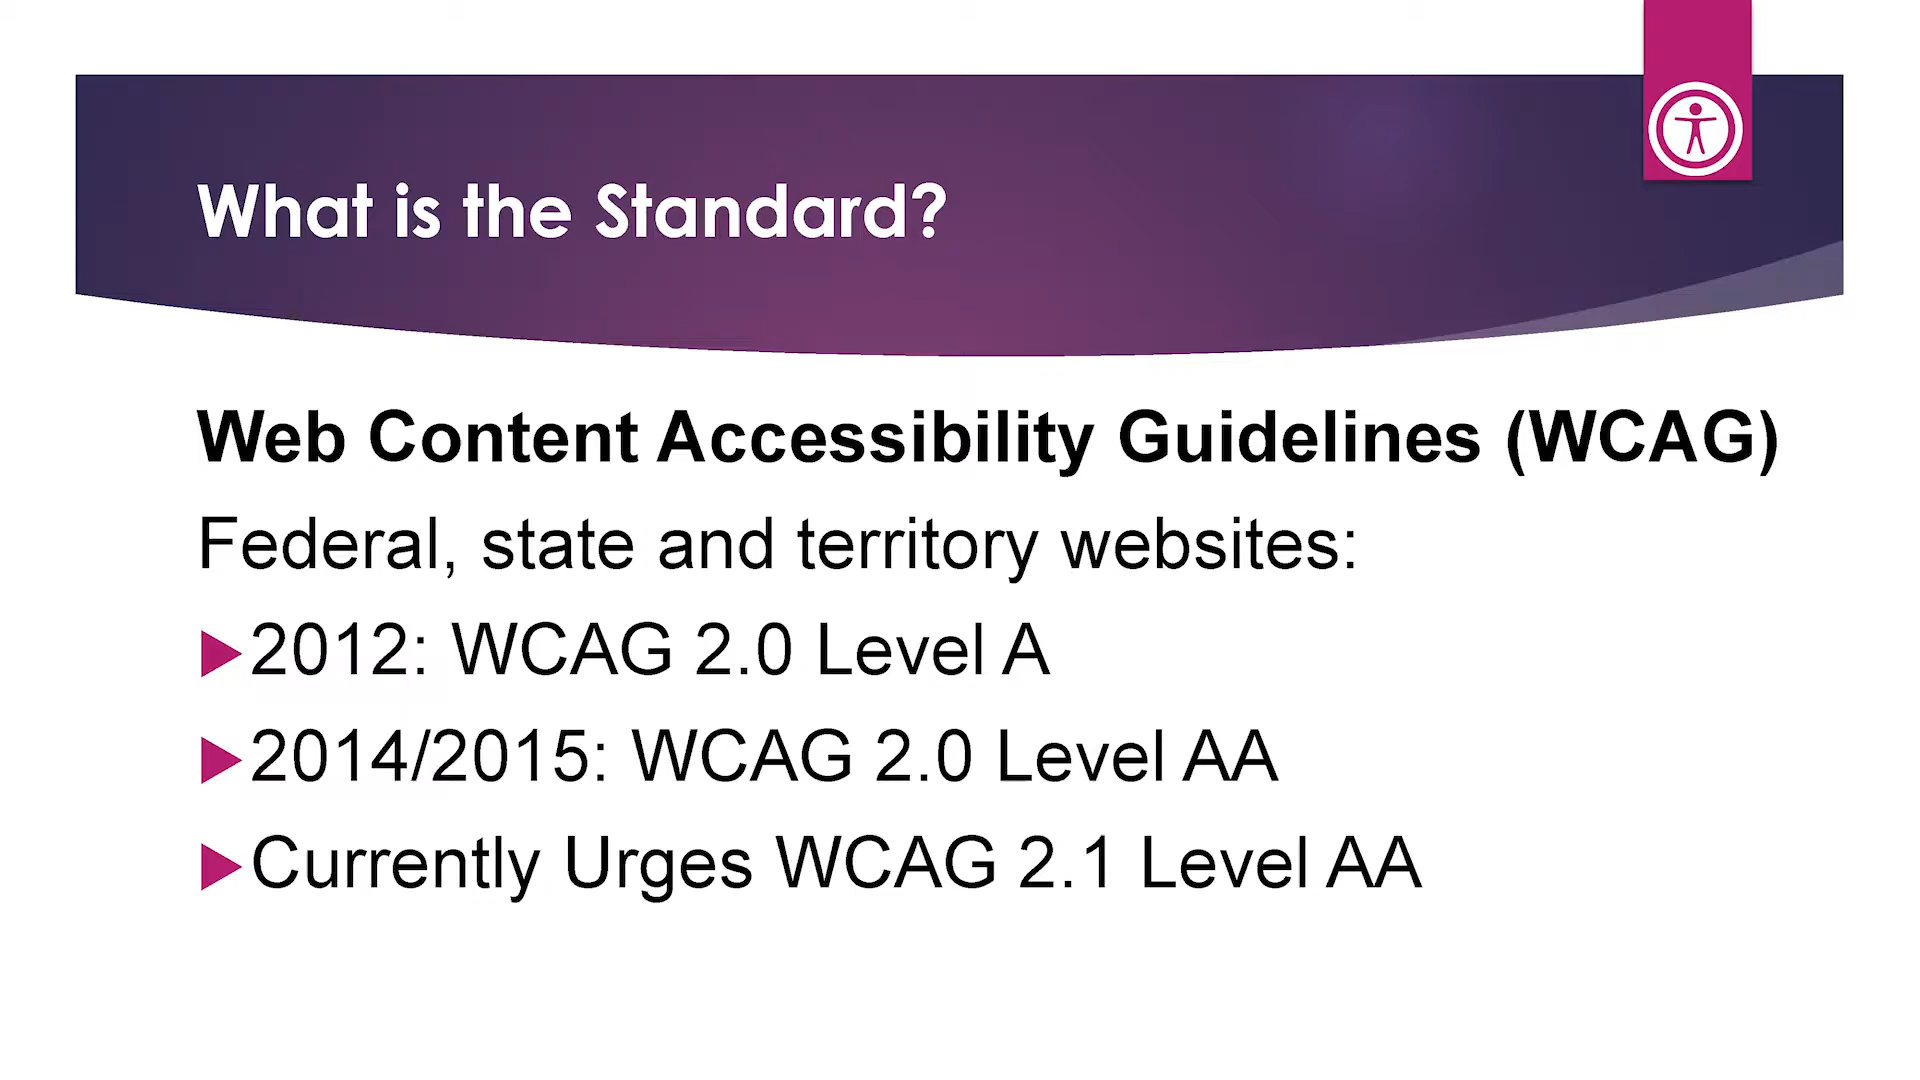 What is the Standard?
Web Content Accessibility Guidelines (WCAG)
Federal, state and territory websites:
2012: WCAG 2.0 Level A
2014/2015: WCAG 2.0 Level AA
Currently Urges WCAG 2.1 Level AA